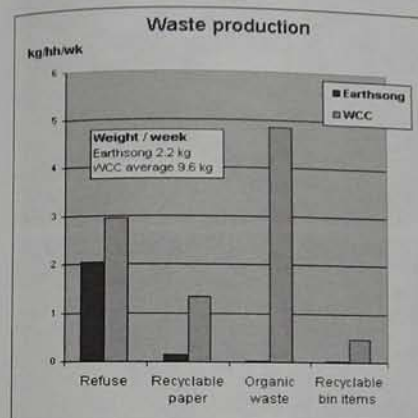 Waste production
kg/hh/wk
6
5
4
3
2
1
0
Earthsong
WCC
Weight / week
Earthsong 2.2 kg
WCC average 9.6 kg
Refuse
Recyclable
paper
Organic
waste
Recyclable
bin items